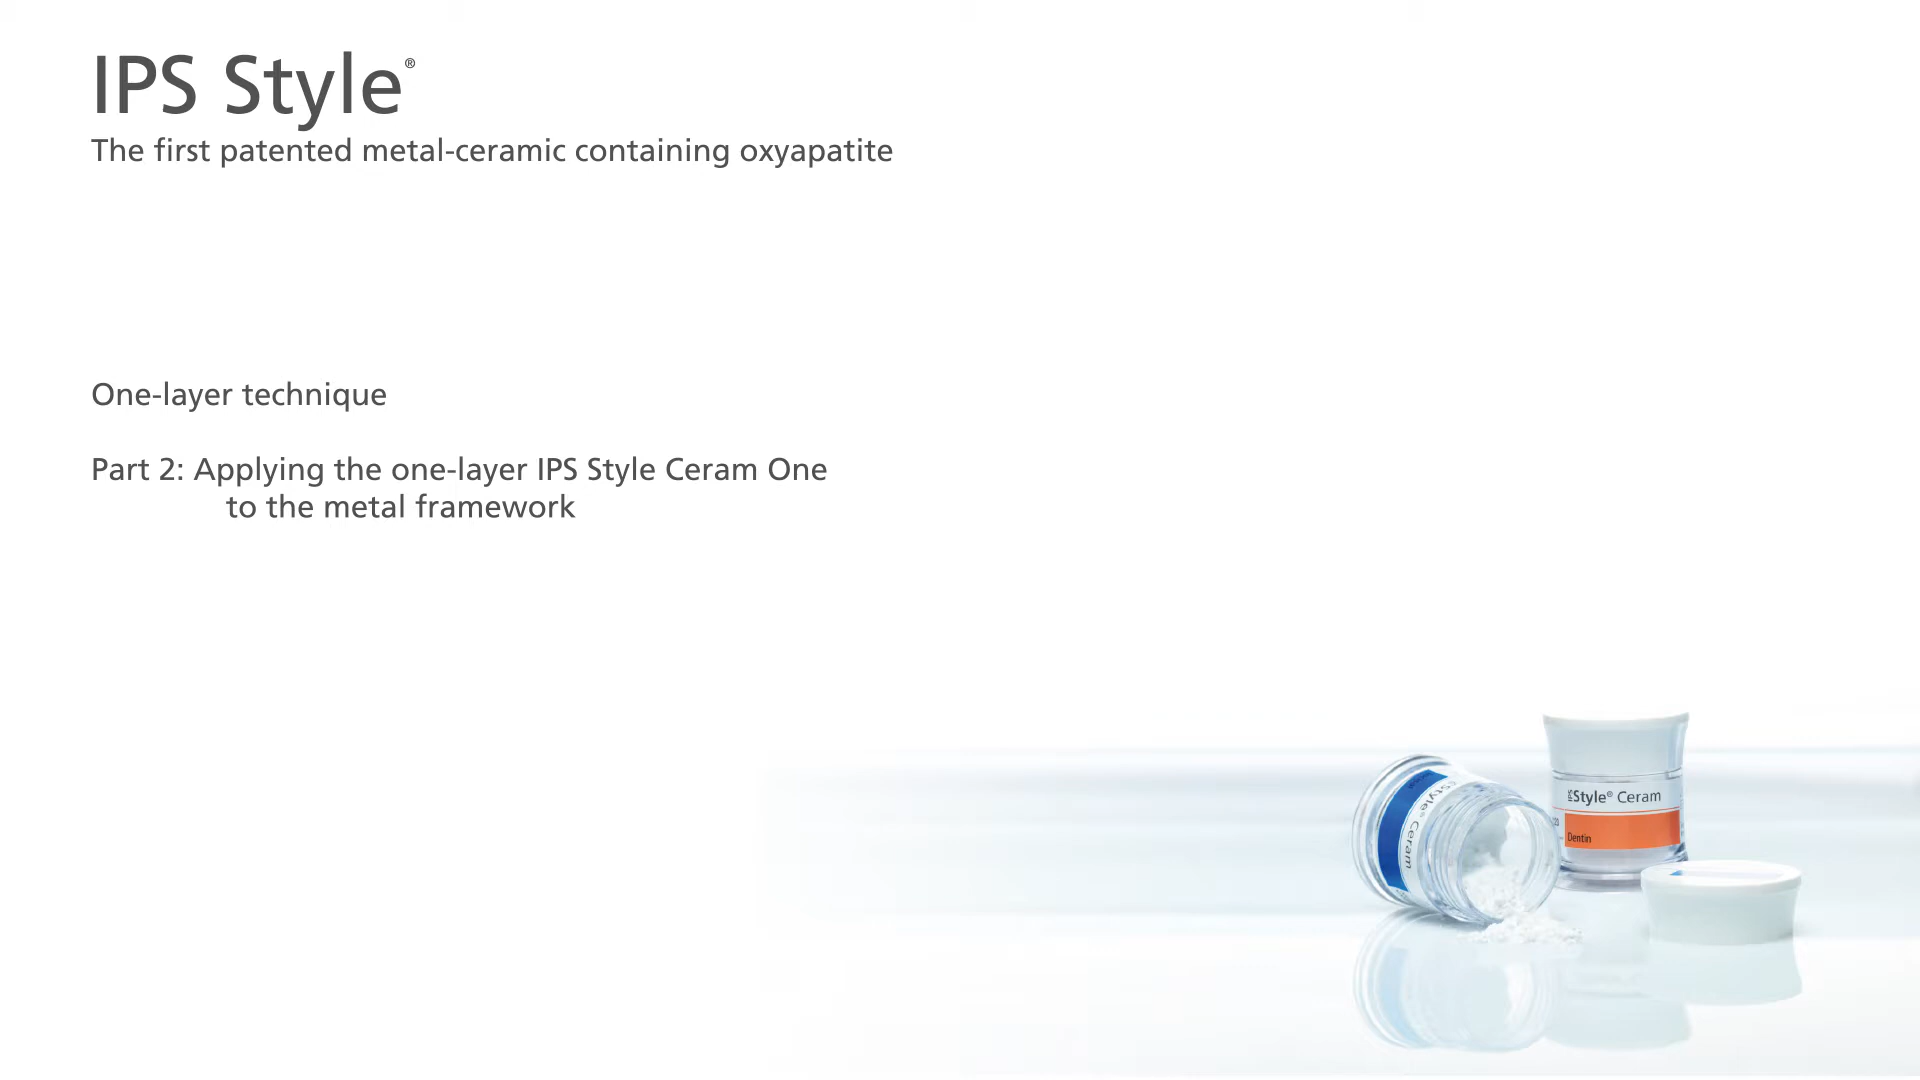 IPS Style®
The first patented metal-ceramic containing oxyapatite
One-layer technique
Part 2: Applying the one-layer IPS Style Ceram One
to the metal framework
IPS Style® Ceram
Dentin
Style® Ceram